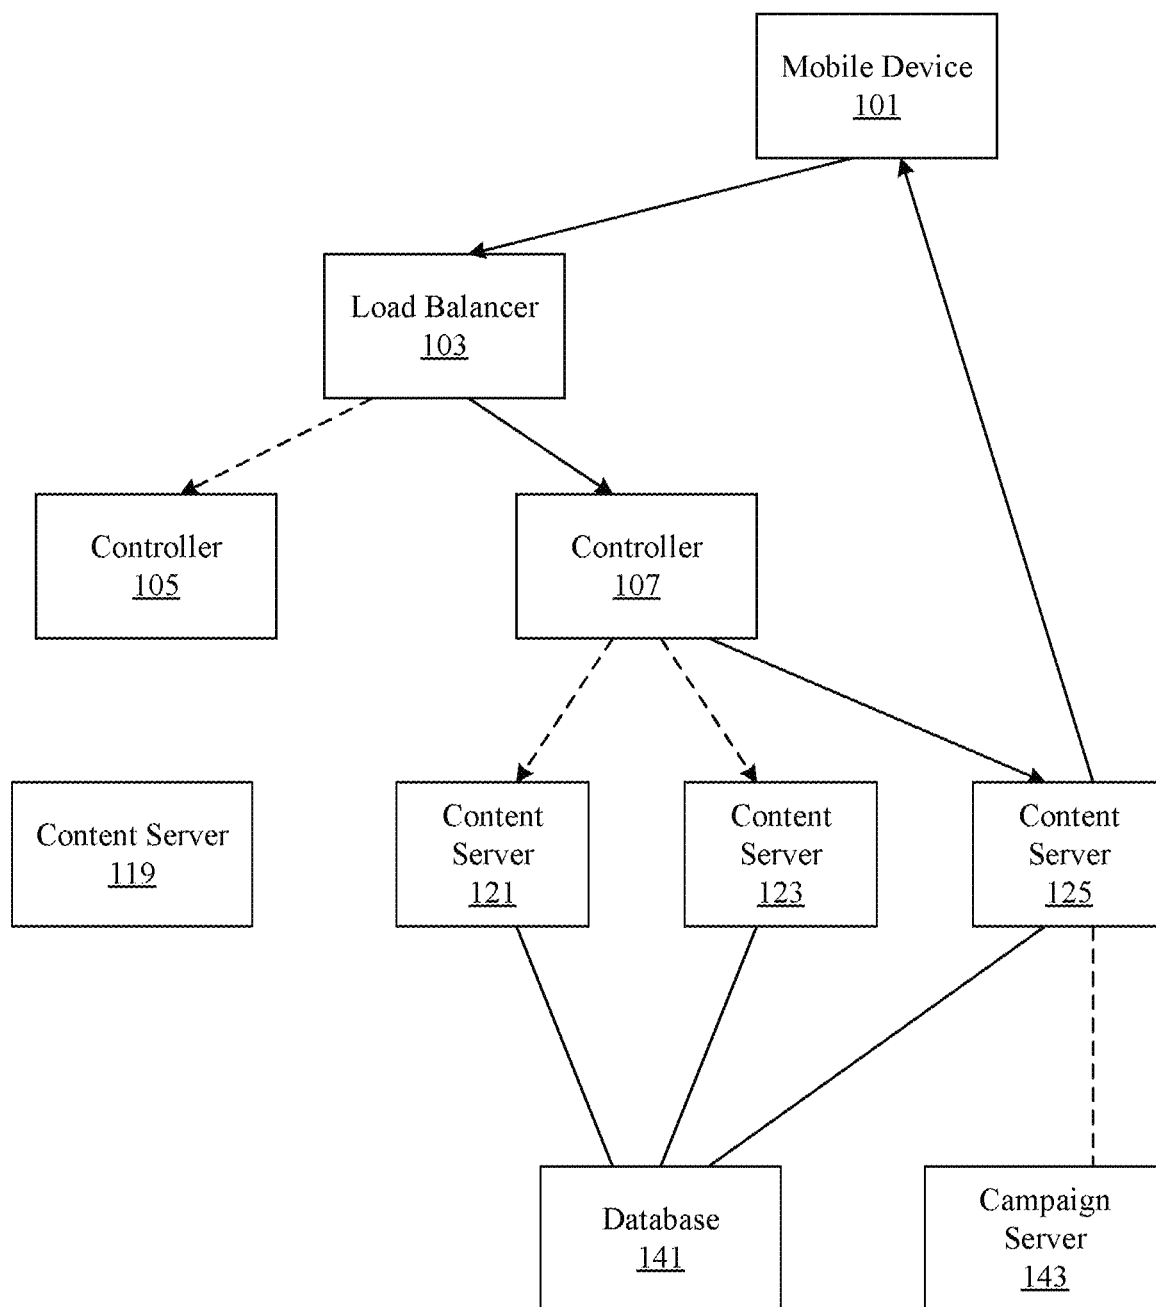 Mobile Device
101
Load Balancer
103
Controller
105
Controller
107
Content Server
119
Content
Server
121
Content
Server
123
Content
Server
125
Database
141
Campaign
Server
143